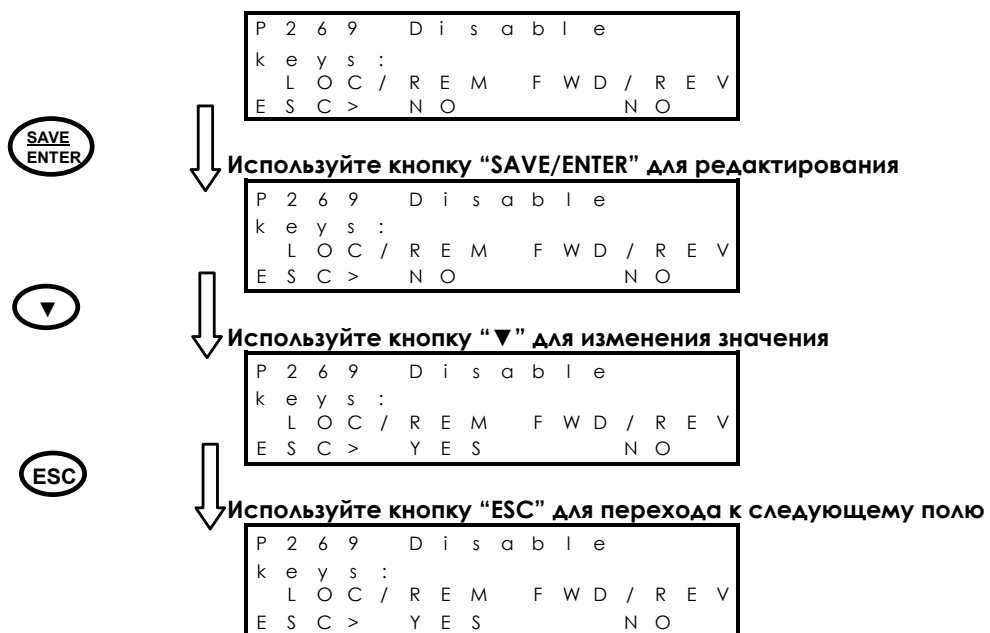 P269 Disable
keys:
LOC/REM FWD/REV
ESC> NO NO
SAVE
ENTER
Используйте кнопку “SAVE/ENTER” для редактирования
P269 Disable
keys:
LOC/REM FWD/REV
ESC> NO NO
▼
Используйте кнопку “▼” для изменения значения
P269 Disable
keys:
LOC/REM FWD/REV
ESC> YES NO
ESC
Используйте кнопку “ESC” для перехода к следующему полю
P269 Disable
keys:
LOC/REM FWD/REV
ESC> YES NO